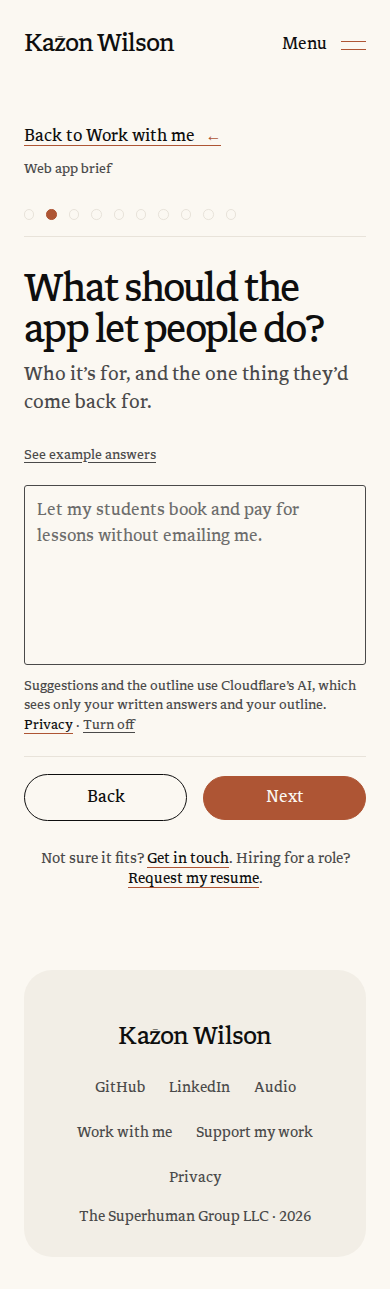 Kazon Wilson
Menu
Back to Work with me ←
Web app brief
What should the
app let people do?
Who it’s for, and the one thing they’d
come back for.
See example answers
Let my students book and pay for
lessons without emailing me.
Suggestions and the outline use Cloudflare’s AI, which
sees only your written answers and your outline.
Privacy · Turn off
Back
Next
Not sure it fits? Get in touch. Hiring for a role?
Request my resume.
Kazon Wilson
GitHub LinkedIn Audio
Work with me Support my work
Privacy
The Superhuman Group LLC · 2026